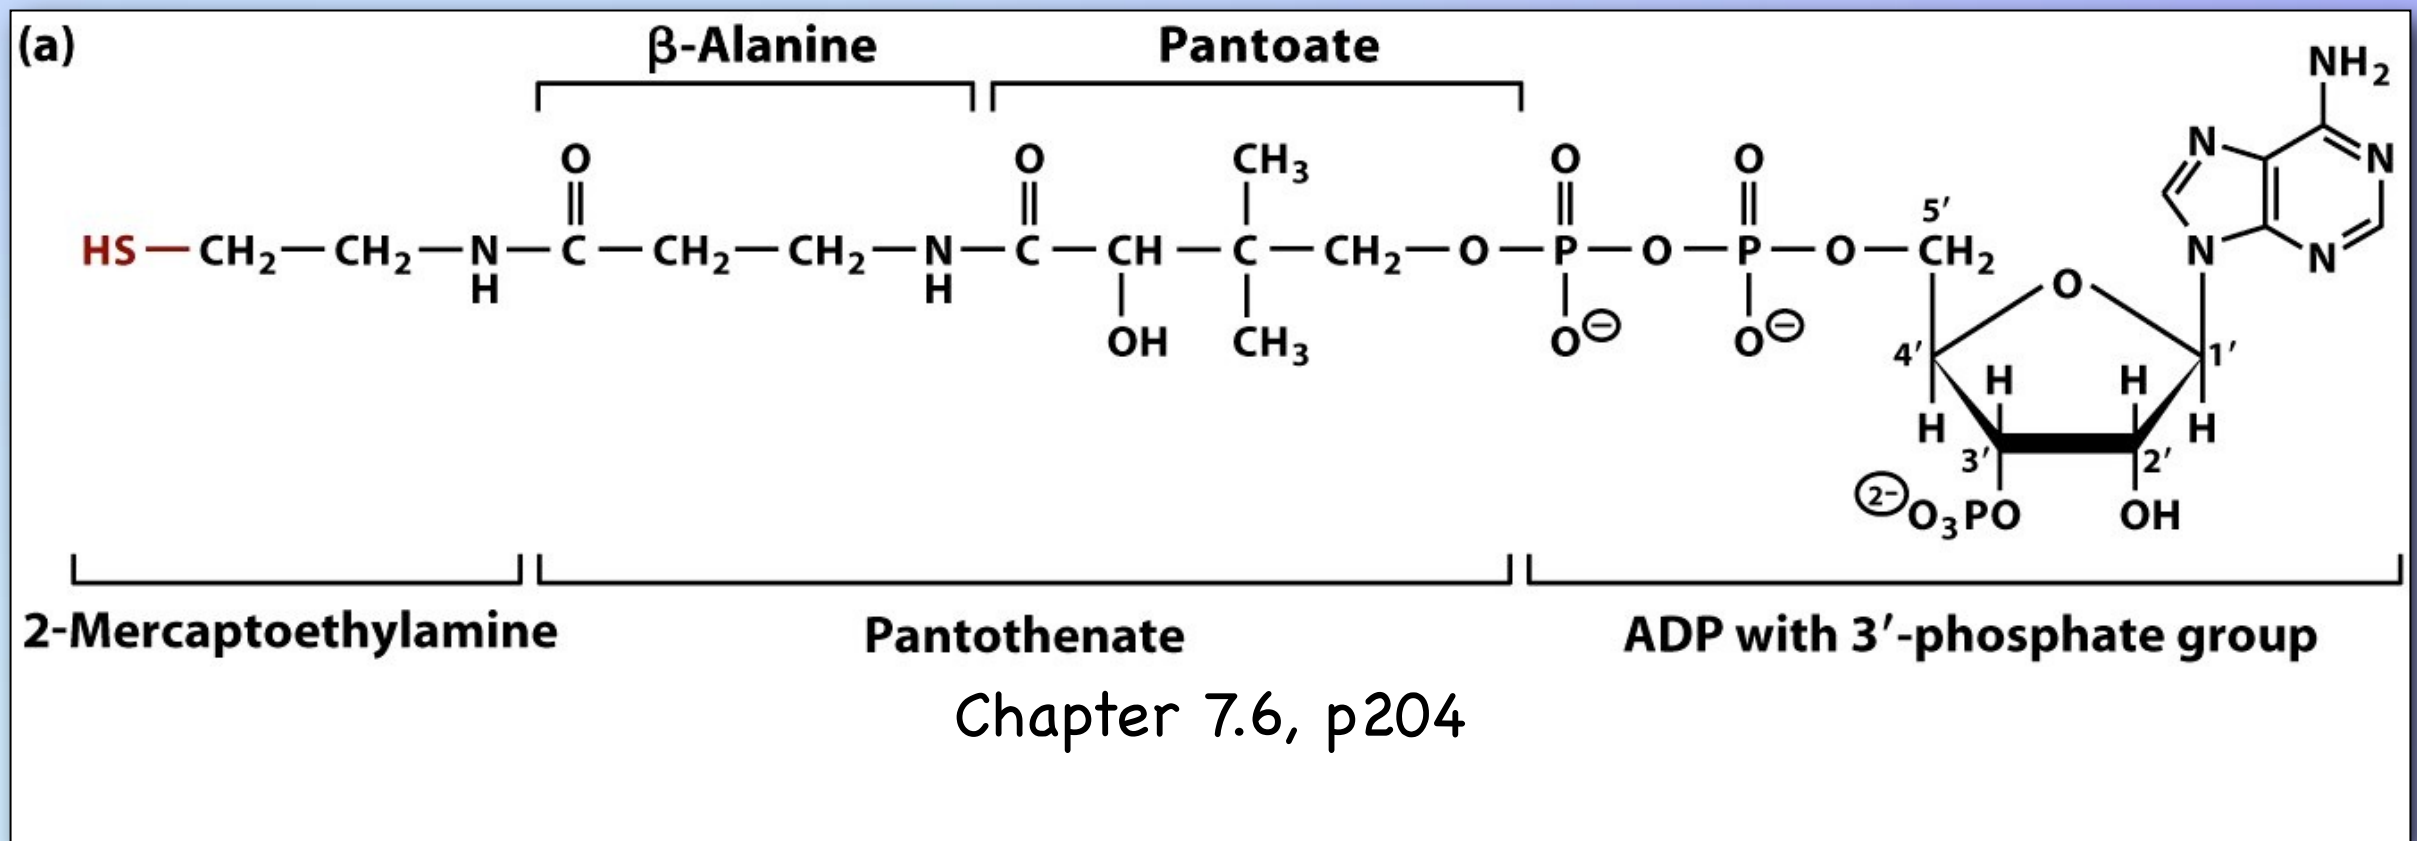 (a)
β-Alanine Pantoate
NH₂
O O CH₃ O O N N
5′
HS—CH₂—CH₂—N—C—CH₂—CH₂—N—C—CH—C—CH₂—O—P—O—P—O—CH₂ N N
H H O
OH CH₃ O⊖ O⊖ 4′ 1′
H H
H H
3′ 2′
2− O₃PO OH
2-Mercaptoethylamine Pantothenate ADP with 3′-phosphate group
Chapter 7.6, p204